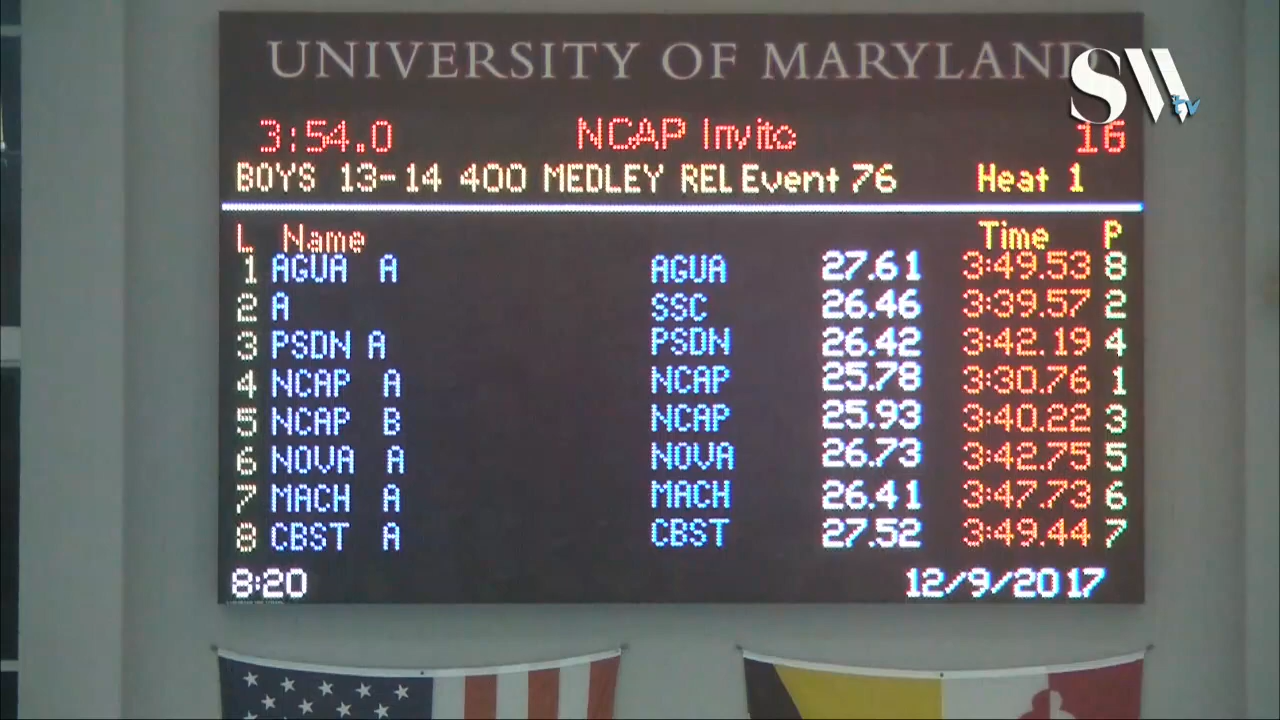 UNIVERSITY OF MARYLAND
SW
TV
3:54.0 NCAP Invite 16
BOYS 13-14 400 MEDLEY REL Event 76 Heat 1
L Name Time P
1 AGUA A AGUA 27.61 3:49.53 8
2 A SSC 26.46 3:39.57 2
3 PSDN A PSDN 26.42 3:42.19 4
4 NCAP A NCAP 25.78 3:30.76 1
5 NCAP B NCAP 25.93 3:40.22 3
6 NOVA A NOVA 26.73 3:42.75 5
7 MACH A MACH 26.41 3:47.73 6
8 CBST A CBST 27.52 3:49.44 7
8:20 12/9/2017